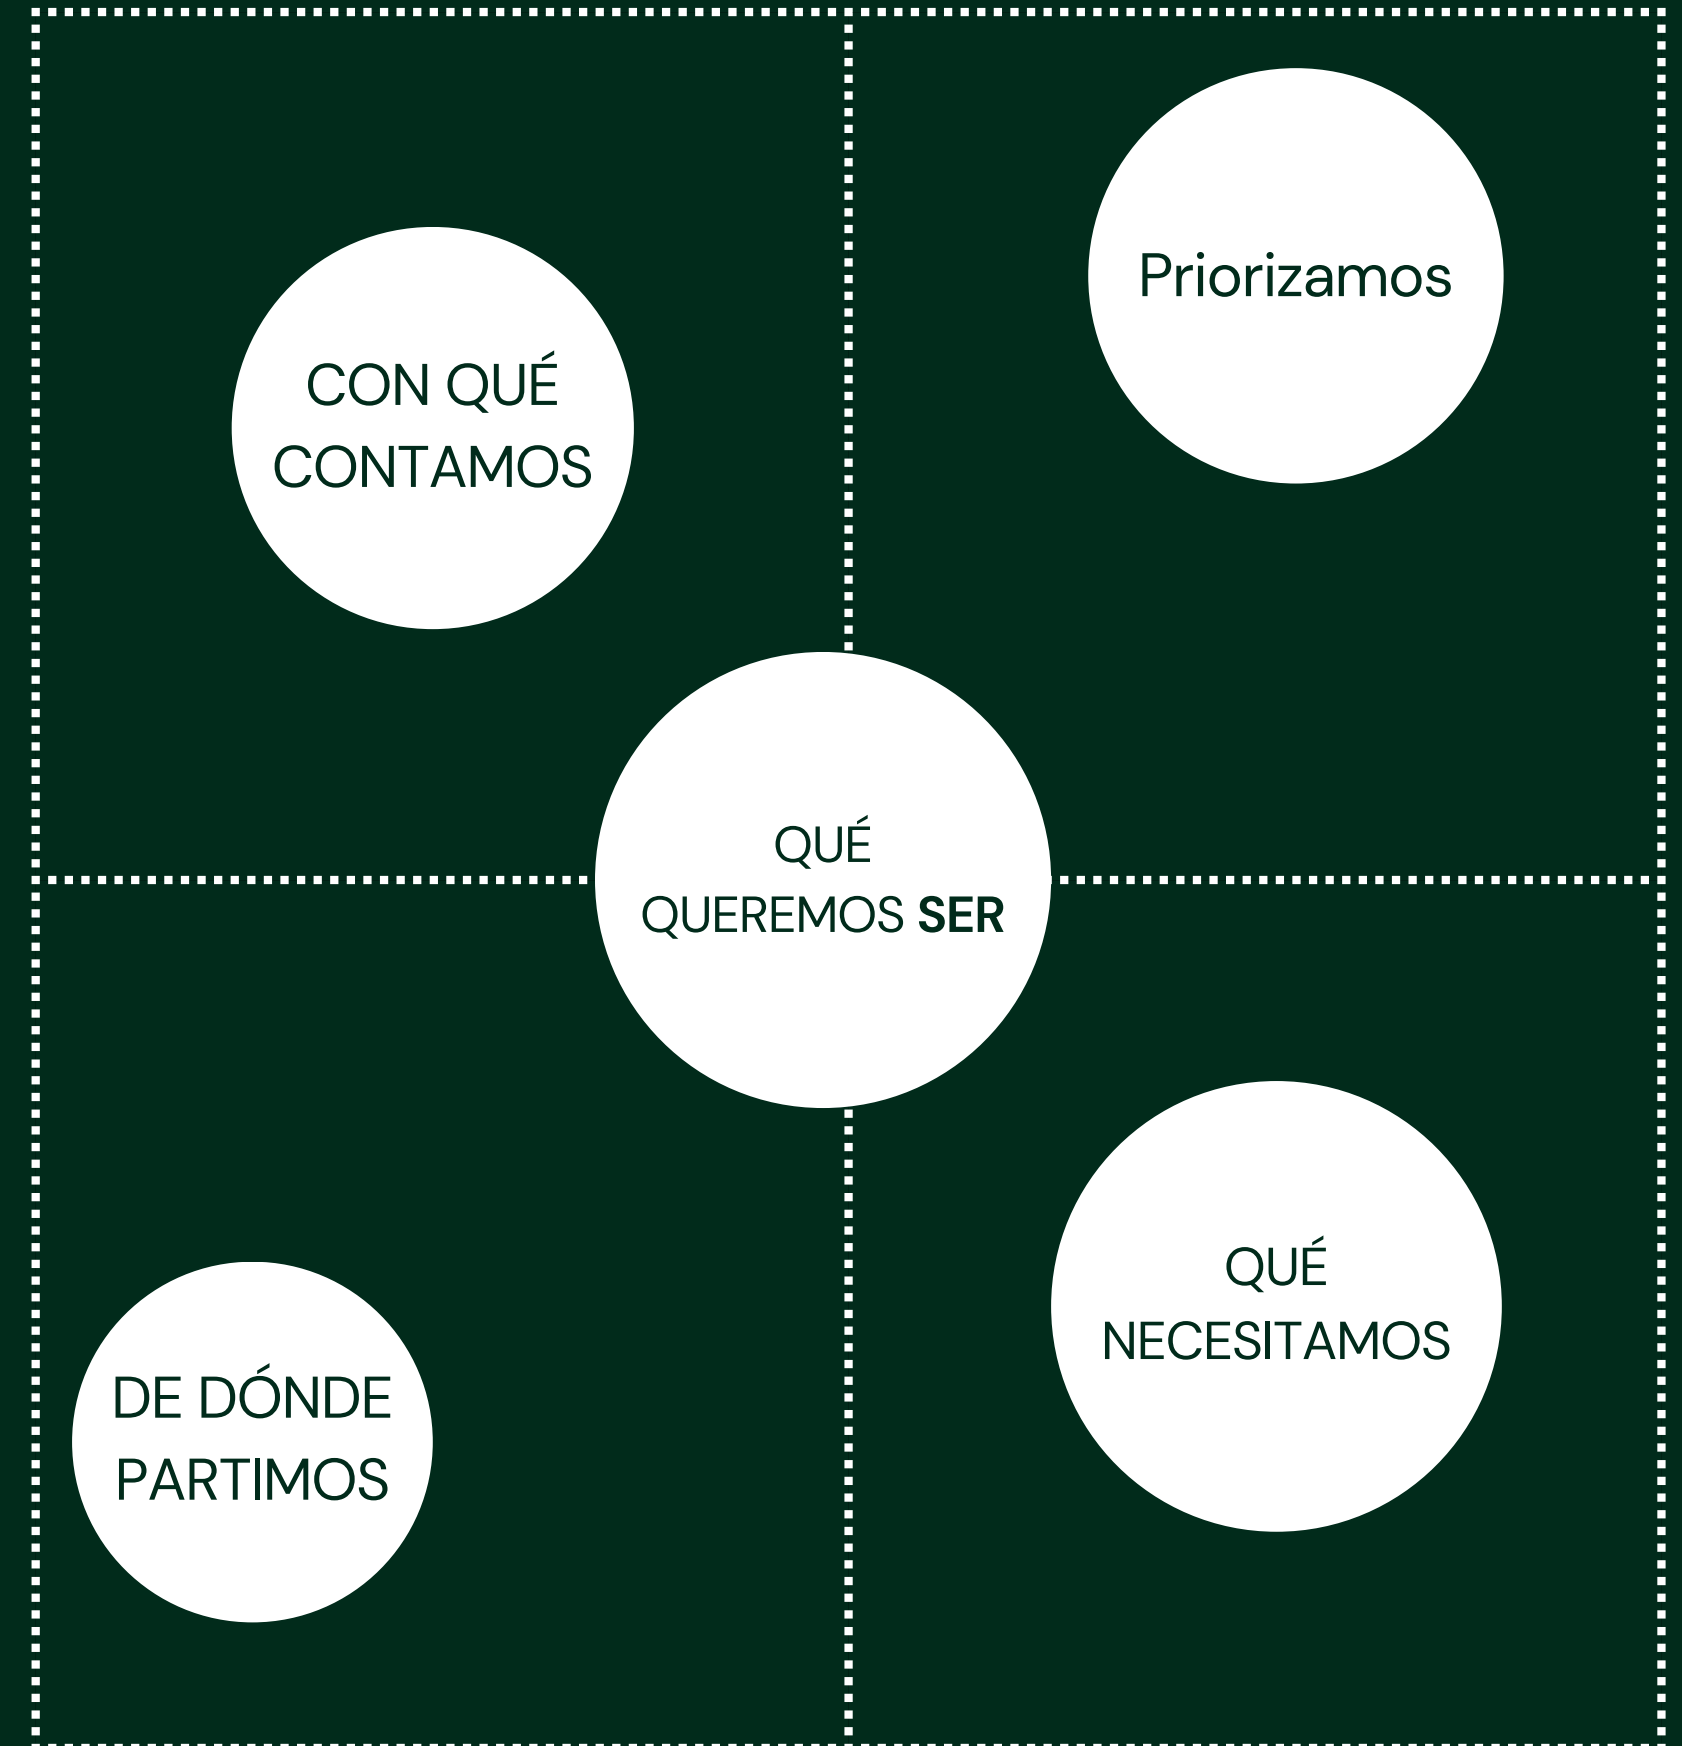 CON QUÉ
CONTAMOS
Priorizamos
QUÉ
QUEREMOS SER
DE DÓNDE
PARTIMOS
QUÉ
NECESITAMOS